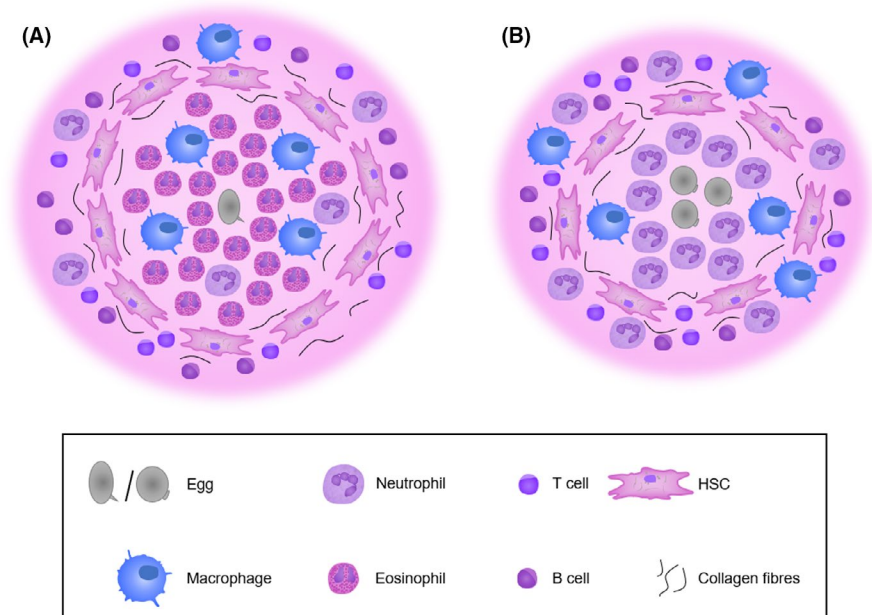 (A)
(B)
Egg
Neutrophil
T cell
HSC
Macrophage
Eosinophil
B cell
Collagen fibres